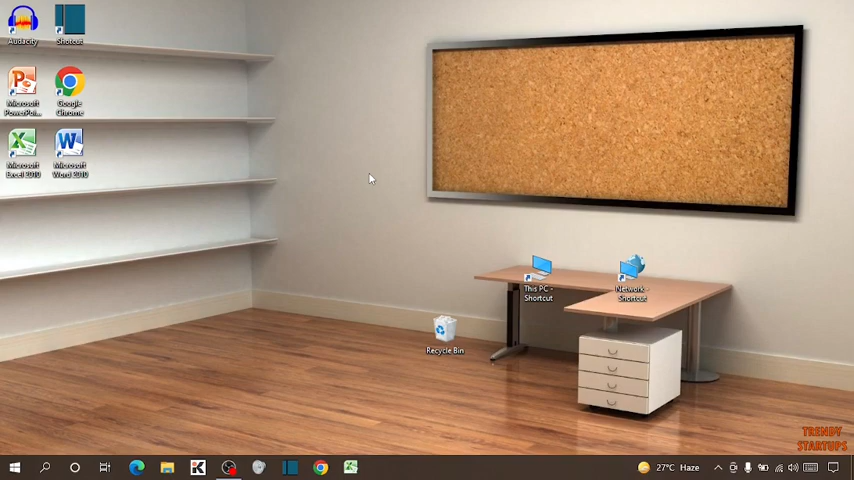 Audacity
Shotcut
Microsoft
PowerPoi...
Google
Chrome
Microsoft
Excel 2010
Microsoft
Word 2010
This PC -
Shortcut
Network -
Shortcut
Recycle Bin
TRENDY
STARTUPS
27°C Haze